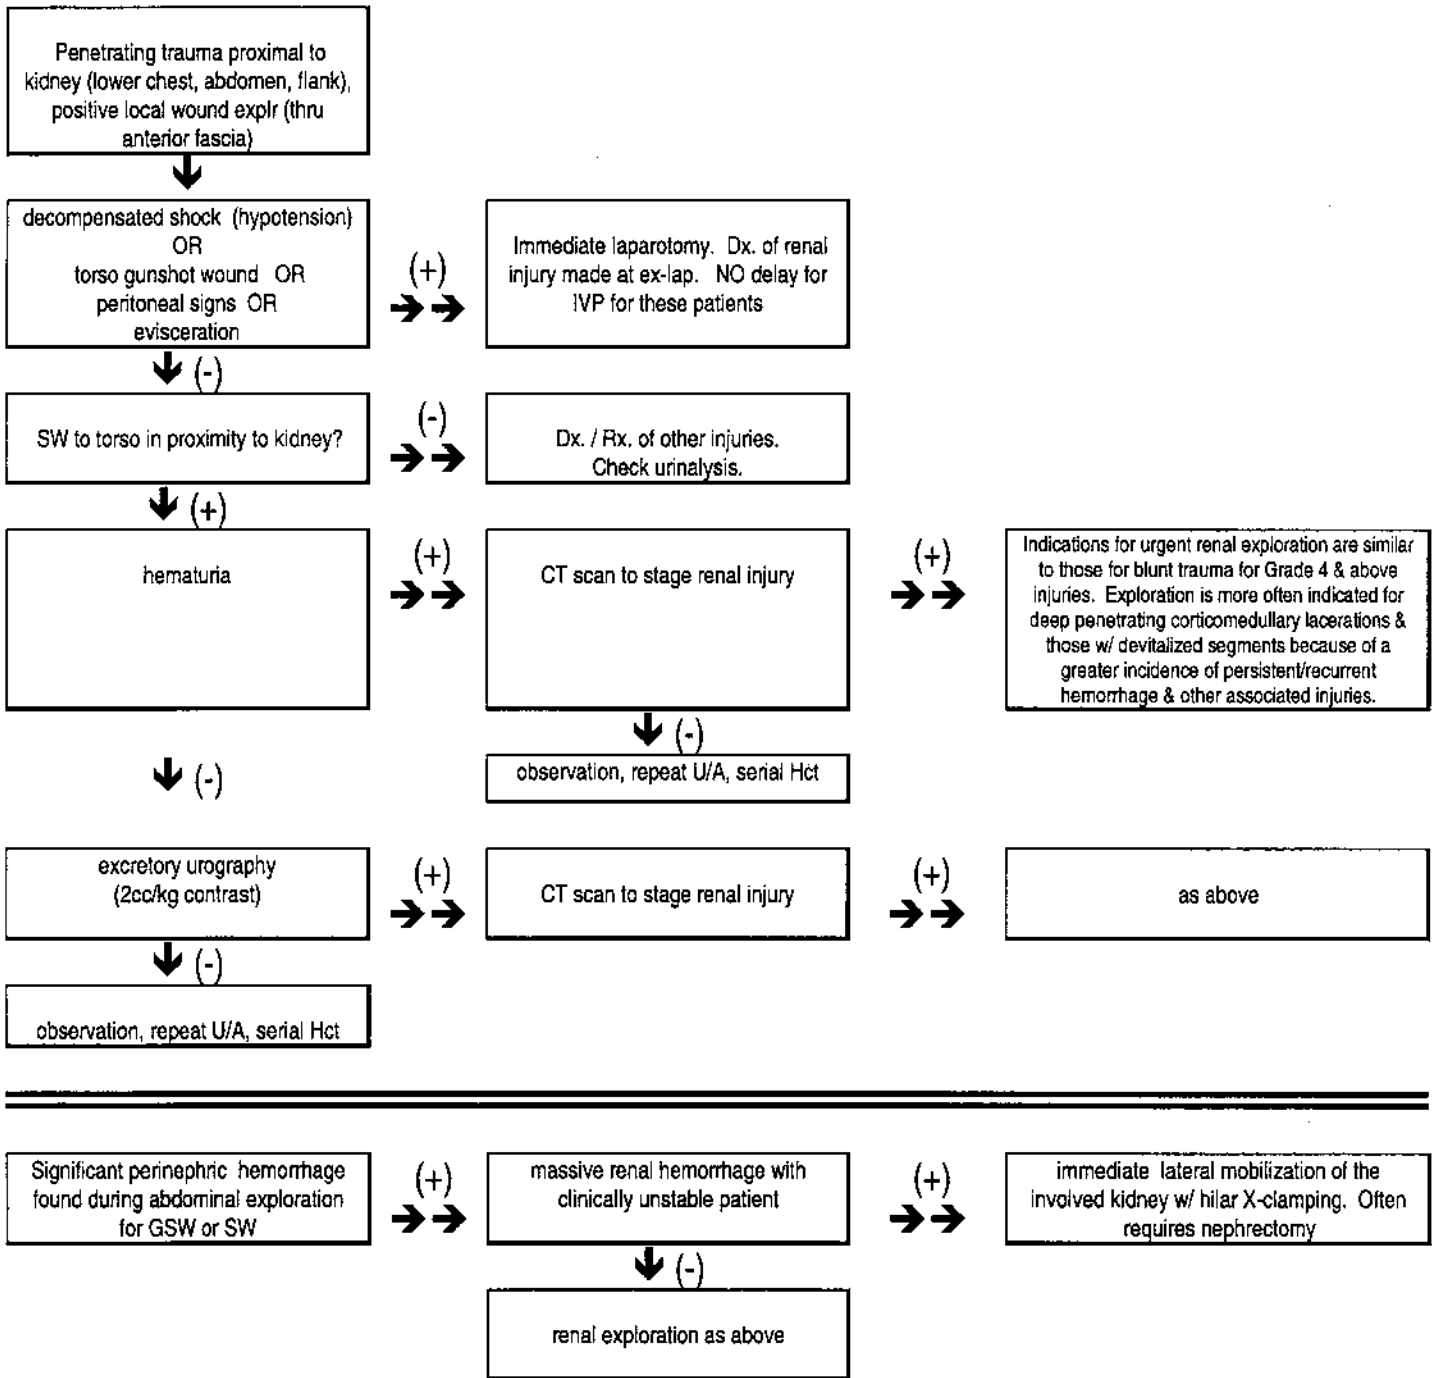 Penetrating trauma proximal to
kidney (lower chest, abdomen, flank),
positive local wound explr (thru
anterior fascia)
decompensated shock (hypotension)
OR
torso gunshot wound OR
peritoneal signs OR
evisceration
(+)
Immediate laparotomy. Dx. of renal
injury made at ex-lap. NO delay for
IVP for these patients
(-)
SW to torso in proximity to kidney?
(-)
Dx. / Rx. of other injuries.
Check urinalysis.
(+)
hematuria
(+)
CT scan to stage renal injury
(+)
Indications for urgent renal exploration are similar
to those for blunt trauma for Grade 4 & above
injuries. Exploration is more often indicated for
deep penetrating corticomedullary lacerations &
those w/ devitalized segments because of a
greater incidence of persistent/recurrent
hemorrhage & other associated injuries.
(-)
observation, repeat U/A, serial Hct
(-)
excretory urography
(2cc/kg contrast)
(+)
CT scan to stage renal injury
(+)
as above
(-)
observation, repeat U/A, serial Hct
Significant perinephric hemorrhage
found during abdominal exploration
for GSW or SW
(+)
massive renal hemorrhage with
clinically unstable patient
(+)
immediate lateral mobilization of the
involved kidney w/ hilar X-clamping. Often
requires nephrectomy
(-)
renal exploration as above